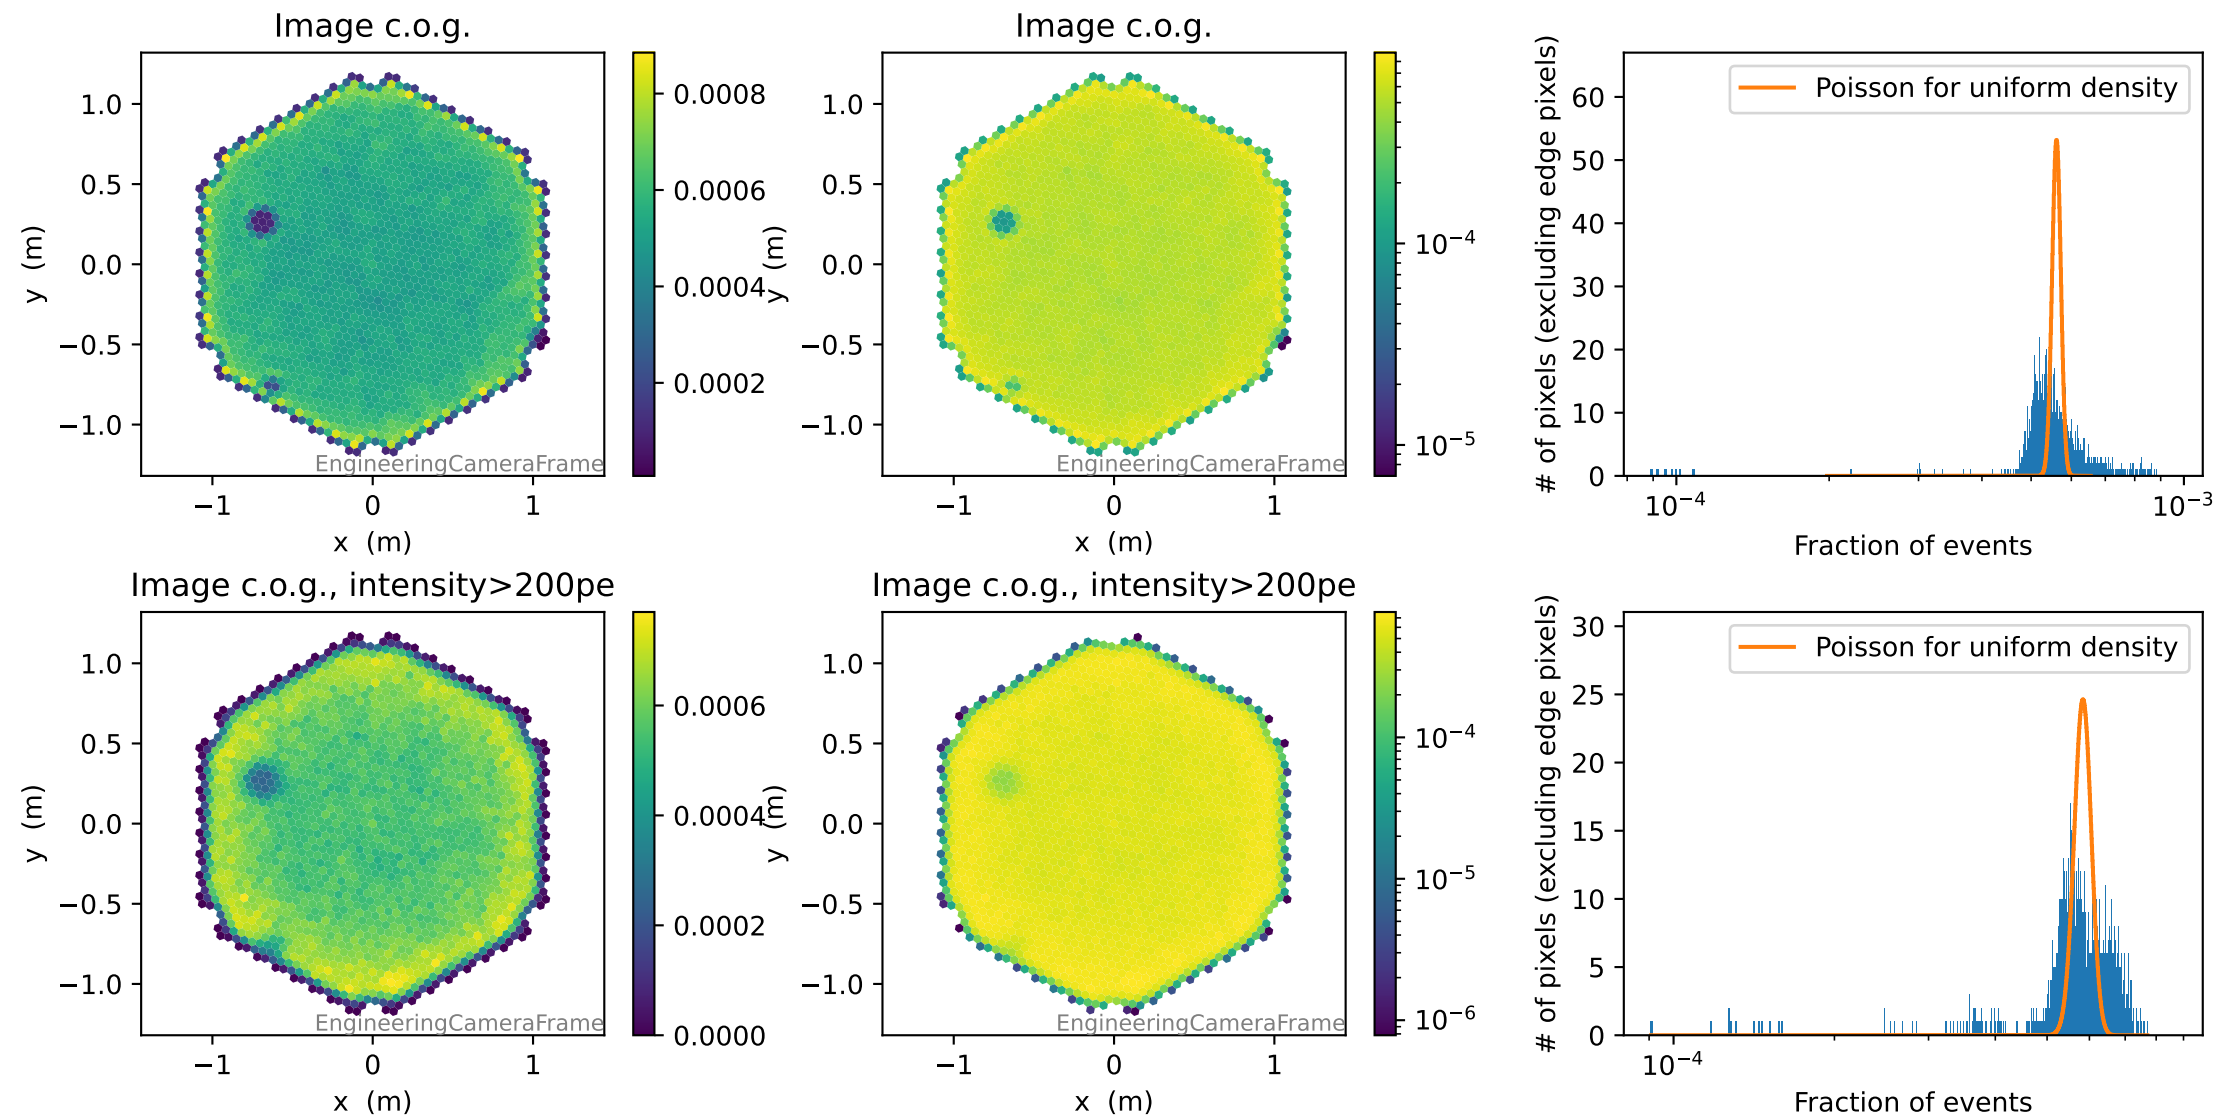 Image c.o.g.
1.0
0.5
0.0
−0.5
−1.0
y (m)
−1
0
1
x (m)
EngineeringCameraFrame
0.0008
0.0006
0.0004
0.0002
Image c.o.g.
1.0
0.5
0.0
−0.5
−1.0
y (m)
−1
0
1
x (m)
EngineeringCameraFrame
10⁻⁴
10⁻⁵
# of pixels (excluding edge pixels)
60
50
40
30
20
10
0
Poisson for uniform density
10⁻⁴
10⁻³
Fraction of events
Image c.o.g., intensity>200pe
1.0
0.5
0.0
−0.5
−1.0
y (m)
−1
0
1
x (m)
EngineeringCameraFrame
0.0006
0.0004
0.0002
0.0000
Image c.o.g., intensity>200pe
1.0
0.5
0.0
−0.5
−1.0
y (m)
−1
0
1
x (m)
EngineeringCameraFrame
10⁻⁴
10⁻⁵
10⁻⁶
# of pixels (excluding edge pixels)
30
25
20
15
10
5
0
Poisson for uniform density
10⁻⁴
Fraction of events